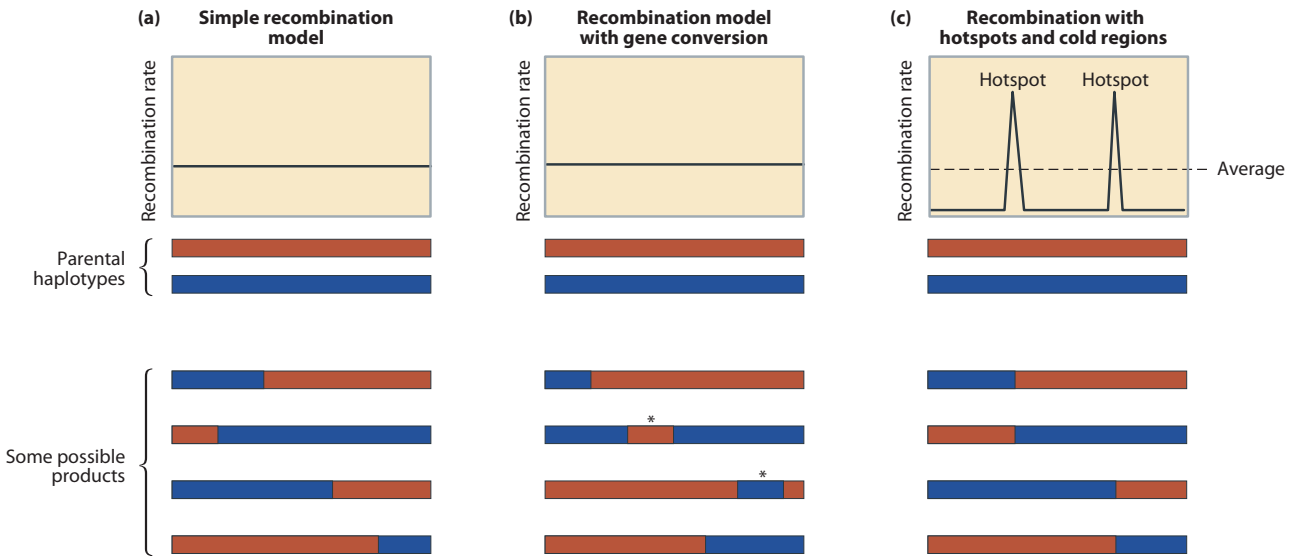 (a) Simple recombination
model
(b) Recombination model
with gene conversion
(c) Recombination with
hotspots and cold regions
Recombination rate
Recombination rate
Recombination rate
Hotspot
Hotspot
Average
Parental
haplotypes
Some possible
products
*
*